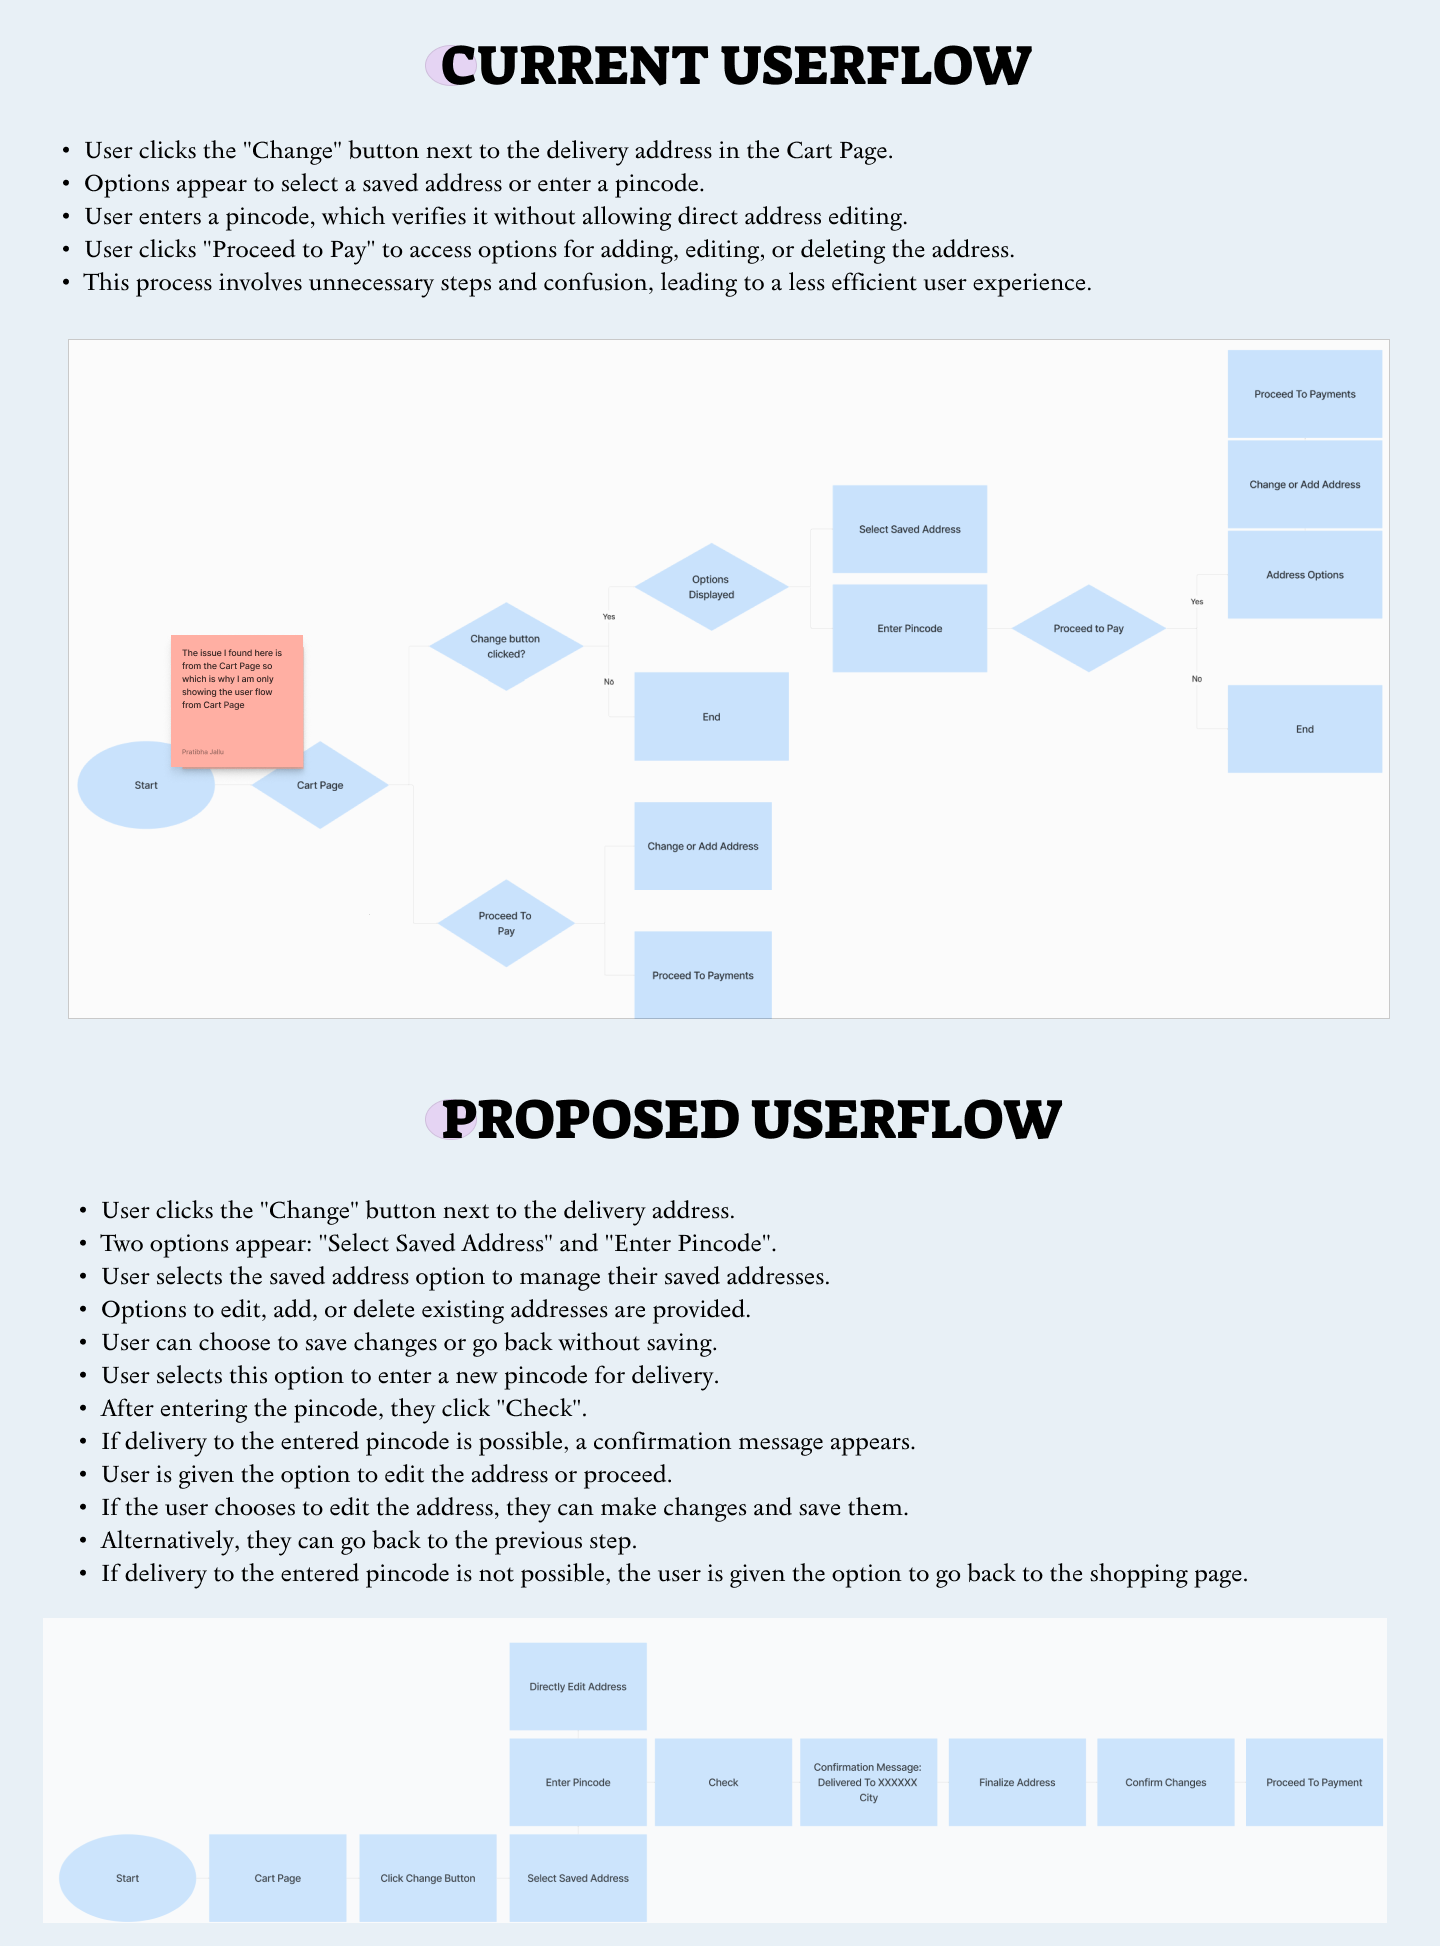 CURRENT USERFLOW
• User clicks the "Change" button next to the delivery address in the Cart Page.
• Options appear to select a saved address or enter a pincode.
• User enters a pincode, which verifies it without allowing direct address editing.
• User clicks "Proceed to Pay" to access options for adding, editing, or deleting the address.
• This process involves unnecessary steps and confusion, leading to a less efficient user experience.
Proceed To Payments
Change or Add Address
Select Saved Address
Address Options
Options
Displayed
Yes
Yes
Enter Pincode
Proceed to Pay
Change button
clicked?
No
No
End
End
The issue I found here is
from the Cart Page so
which is why I am only
showing the user flow
from Cart Page
Pratibha Jallu
Start
Cart Page
Change or Add Address
Proceed To
Pay
Proceed To Payments
PROPOSED USERFLOW
• User clicks the "Change" button next to the delivery address.
• Two options appear: "Select Saved Address" and "Enter Pincode".
• User selects the saved address option to manage their saved addresses.
• Options to edit, add, or delete existing addresses are provided.
• User can choose to save changes or go back without saving.
• User selects this option to enter a new pincode for delivery.
• After entering the pincode, they click "Check".
• If delivery to the entered pincode is possible, a confirmation message appears.
• User is given the option to edit the address or proceed.
• If the user chooses to edit the address, they can make changes and save them.
• Alternatively, they can go back to the previous step.
• If delivery to the entered pincode is not possible, the user is given the option to go back to the shopping page.
Directly Edit Address
Enter Pincode
Check
Confirmation Message:
Delivered To XXXXXX
City
Finalize Address
Confirm Changes
Proceed To Payment
Start
Cart Page
Click Change Button
Select Saved Address